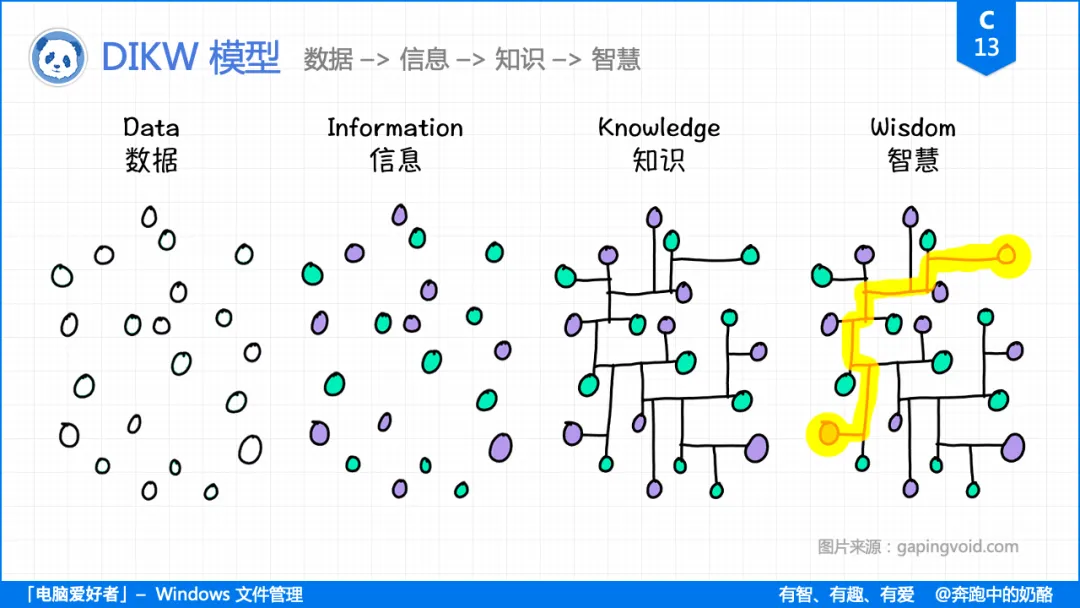 DIKW 模型 数据 –> 信息 –> 知识 –> 智慧
C
13
Data
数据
Information
信息
Knowledge
知识
Wisdom
智慧
图片来源：gapingvoid.com
「电脑爱好者」– Windows 文件管理
有智、有趣、有爱 @奔跑中的奶酪